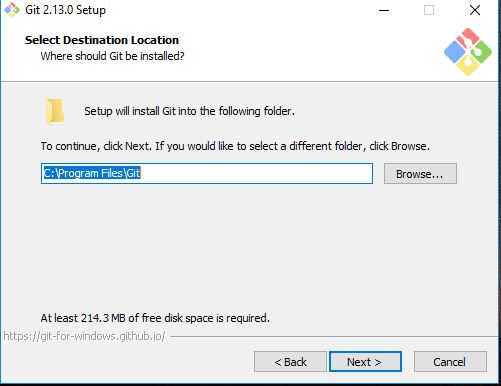 Git 2.13.0 Setup
Select Destination Location
Where should Git be installed?
Setup will install Git into the following folder.
To continue, click Next. If you would like to select a different folder, click Browse.
C:\Program Files\Git
Browse...
At least 214.3 MB of free disk space is required.
https://git-for-windows.github.io/
< Back
Next >
Cancel